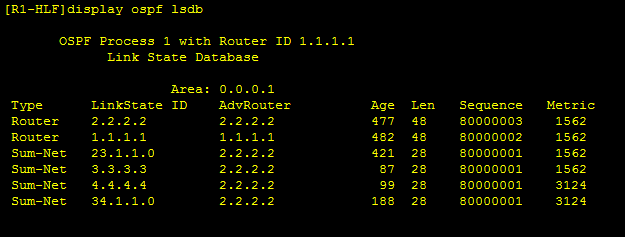 [R1-HLF]display ospf lsdb
OSPF Process 1 with Router ID 1.1.1.1
Link State Database
Area: 0.0.0.1
Type LinkState ID AdvRouter Age Len Sequence Metric
Router 2.2.2.2 2.2.2.2 477 48 80000003 1562
Router 1.1.1.1 1.1.1.1 482 48 80000002 1562
Sum-Net 23.1.1.0 2.2.2.2 421 28 80000001 1562
Sum-Net 3.3.3.3 2.2.2.2 87 28 80000001 1562
Sum-Net 4.4.4.4 2.2.2.2 99 28 80000001 3124
Sum-Net 34.1.1.0 2.2.2.2 188 28 80000001 3124